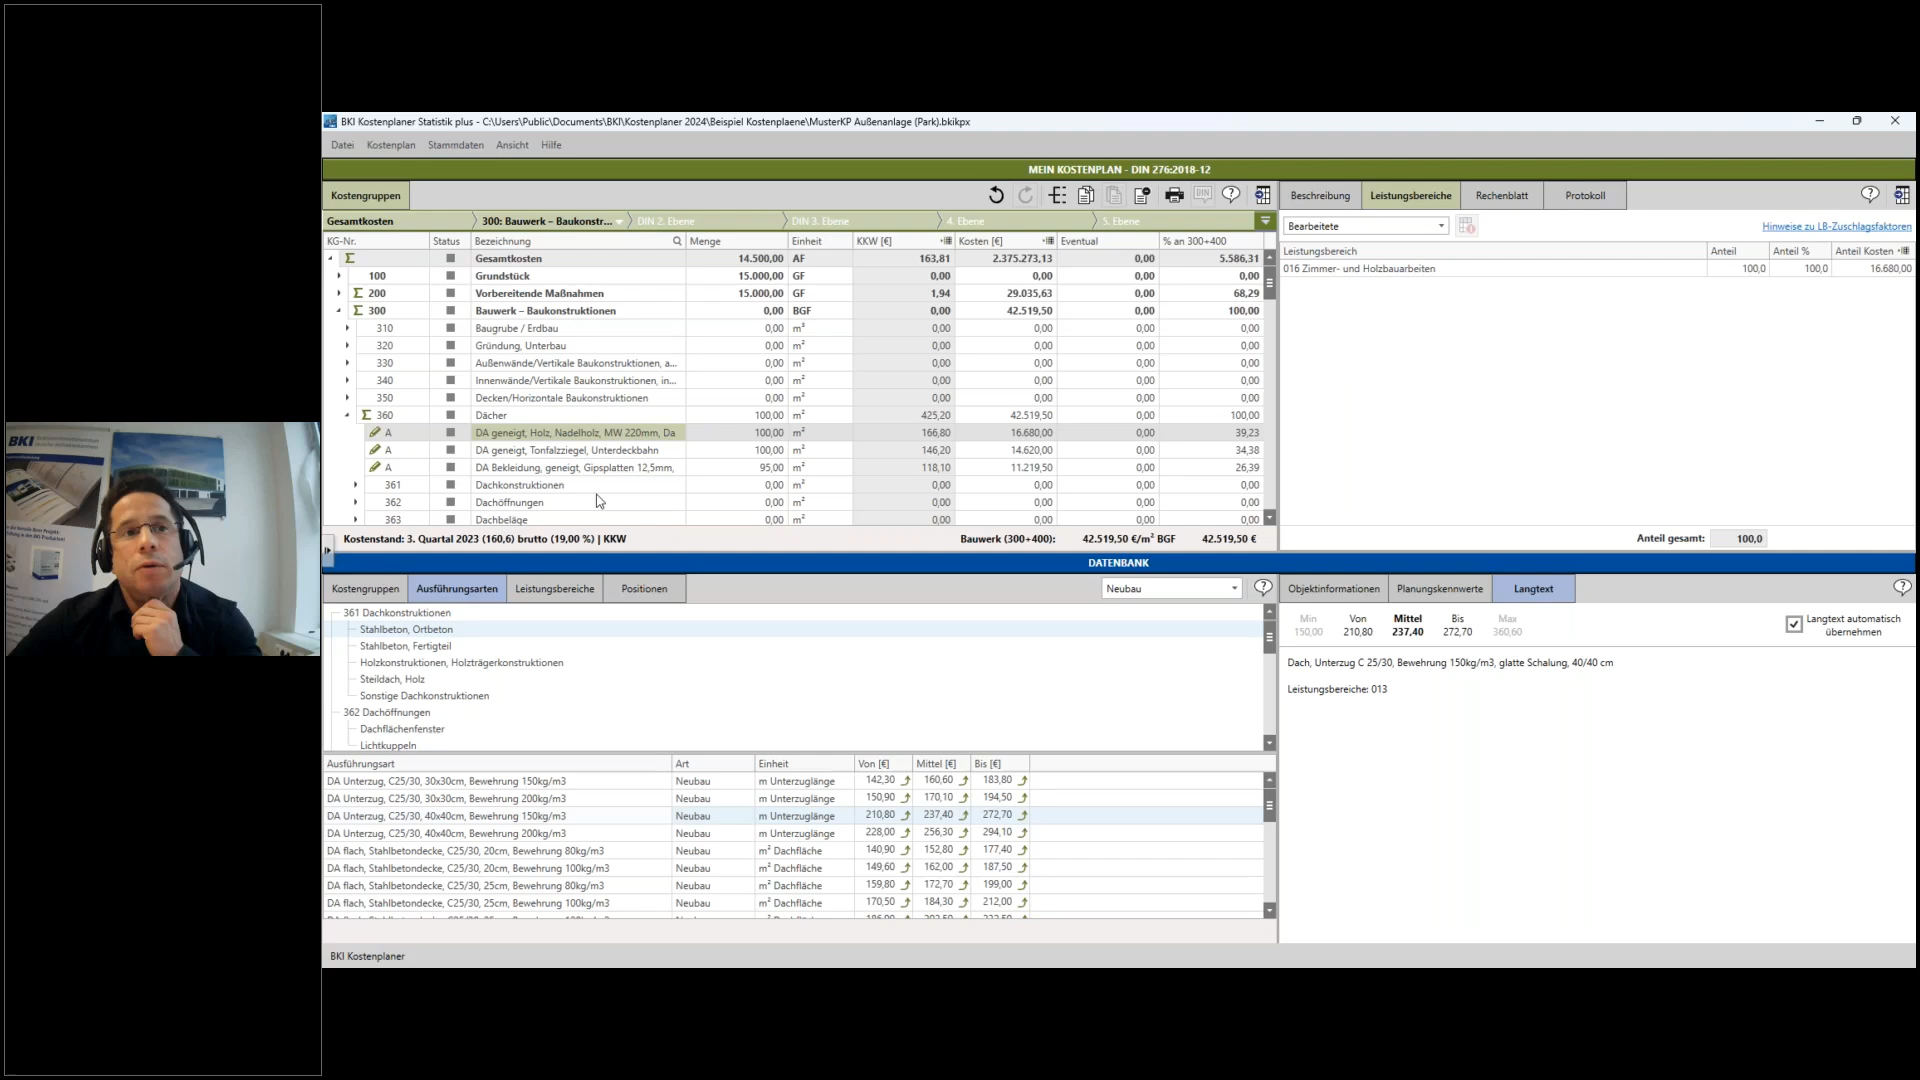 BKI Kostenplaner Statistik plus - C:\Users\Public\Documents\BKI\Kostenplaner 2024\Beispiel Kostenplaene\MusterKP Außenanlage (Park).bkikpx
Datei Kostenplan Stammdaten Ansicht Hilfe
MEIN KOSTENPLAN - DIN 276:2018-12
Kostengruppen
Beschreibung Leistungsbereiche Rechenblatt Protokoll
Gesamtkosten 300: Bauwerk – Baukonstr... DIN 2. Ebene DIN 3. Ebene 4. Ebene 5. Ebene
Bearbeitete Hinweise zu LB-Zuschlagsfaktoren
KG-Nr. Status Bezeichnung Menge Einheit KKW [€] Kosten [€] Eventual % an 300+400
Leistungsbereich Anteil Anteil % Anteil Kosten
016 Zimmer- und Holzbauarbeiten 100,0 100,0 16.680,00
Σ Gesamtkosten 14.500,00 AF 163,81 2.375.273,13 0,00 5.586,31
100 Grundstück 15.000,00 GF 0,00 0,00 0,00 0,00
Σ 200 Vorbereitende Maßnahmen 15.000,00 GF 1,94 29.035,63 0,00 68,29
Σ 300 Bauwerk – Baukonstruktionen 0,00 BGF 0,00 42.519,50 0,00 100,00
310 Baugrube / Erdbau 0,00 m³ 0,00 0,00 0,00 0,00
320 Gründung, Unterbau 0,00 m² 0,00 0,00 0,00 0,00
330 Außenwände/Vertikale Baukonstruktionen, a... 0,00 m² 0,00 0,00 0,00 0,00
340 Innenwände/Vertikale Baukonstruktionen, in... 0,00 m² 0,00 0,00 0,00 0,00
350 Decken/Horizontale Baukonstruktionen 0,00 m² 0,00 0,00 0,00 0,00
Σ 360 Dächer 100,00 m² 425,20 42.519,50 0,00 100,00
A DA geneigt, Holz, Nadelholz, MW 220mm, Da 100,00 m² 166,80 16.680,00 0,00 39,23
A DA geneigt, Tonfalzziegel, Unterdeckbahn 100,00 m² 146,20 14.620,00 0,00 34,38
A DA Bekleidung, geneigt, Gipsplatten 12,5mm, 95,00 m² 118,10 11.219,50 0,00 26,39
361 Dachkonstruktionen 0,00 m² 0,00 0,00 0,00 0,00
362 Dachöffnungen 0,00 m² 0,00 0,00 0,00 0,00
363 Dachbeläge 0,00 m² 0,00 0,00 0,00 0,00
Kostenstand: 3. Quartal 2023 (160,6) brutto (19,00 %) | KKW Bauwerk (300+400): 42.519,50 €/m² BGF 42.519,50 €
Anteil gesamt: 100,0
DATENBANK
Kostengruppen Ausführungsarten Leistungsbereiche Positionen Neubau
Objektinformationen Planungskennwerte Langtext
361 Dachkonstruktionen
Stahlbeton, Ortbeton
Stahlbeton, Fertigteil
Holzkonstruktionen, Holzträgerkonstruktionen
Steildach, Holz
Sonstige Dachkonstruktionen
362 Dachöffnungen
Dachflächenfenster
Lichtkuppeln
Min Von Mittel Bis Max
150,00 210,80 237,40 272,70 360,60
Langtext automatisch
übernehmen
Dach, Unterzug C 25/30, Bewehrung 150kg/m3, glatte Schalung, 40/40 cm
Leistungsbereiche: 013
Ausführungsart Art Einheit Von [€] Mittel [€] Bis [€]
DA Unterzug, C25/30, 30x30cm, Bewehrung 150kg/m3 Neubau m Unterzuglänge 142,30 160,60 183,80
DA Unterzug, C25/30, 30x30cm, Bewehrung 200kg/m3 Neubau m Unterzuglänge 150,90 170,10 194,50
DA Unterzug, C25/30, 40x40cm, Bewehrung 150kg/m3 Neubau m Unterzuglänge 210,80 237,40 272,70
DA Unterzug, C25/30, 40x40cm, Bewehrung 200kg/m3 Neubau m Unterzuglänge 228,00 256,30 294,10
DA flach, Stahlbetondecke, C25/30, 20cm, Bewehrung 80kg/m3 Neubau m² Dachfläche 140,90 152,80 177,40
DA flach, Stahlbetondecke, C25/30, 20cm, Bewehrung 100kg/m3 Neubau m² Dachfläche 149,60 162,00 187,50
DA flach, Stahlbetondecke, C25/30, 25cm, Bewehrung 80kg/m3 Neubau m² Dachfläche 159,80 172,70 199,00
DA flach, Stahlbetondecke, C25/30, 25cm, Bewehrung 100kg/m3 Neubau m² Dachfläche 170,50 184,30 212,00
BKI Kostenplaner
BKI